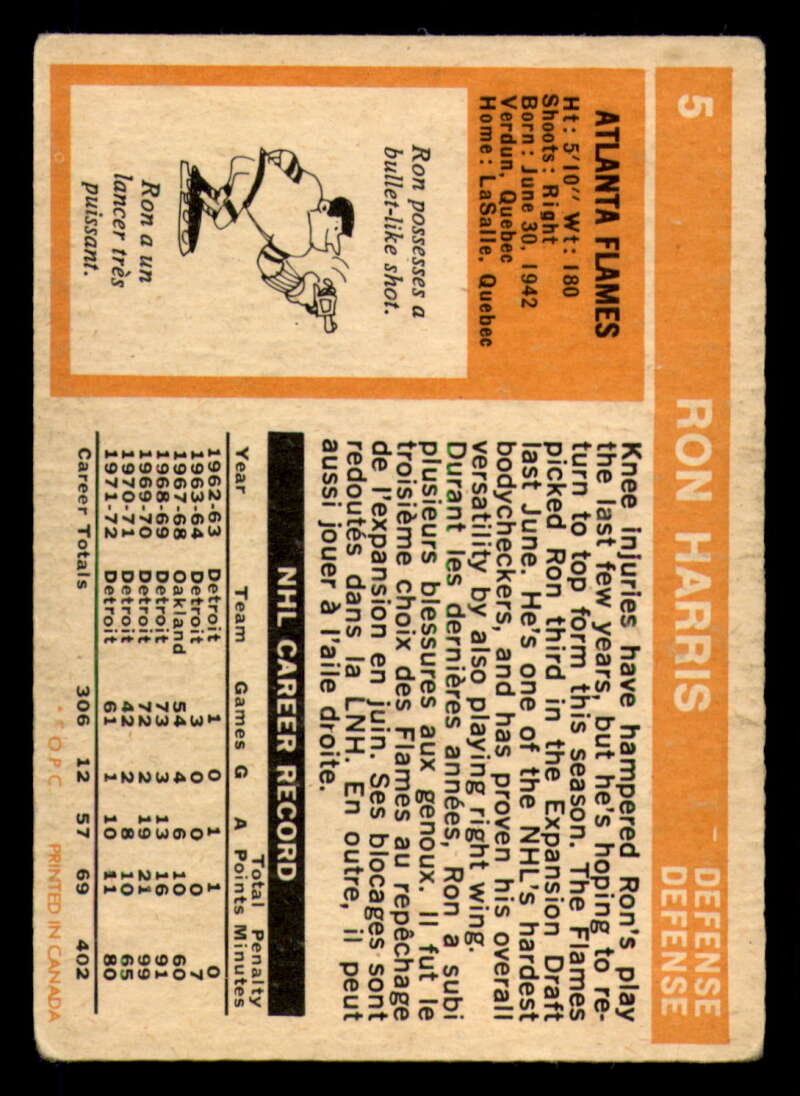 5 RON HARRIS DEFENSE
DEFENSE
ATLANTA FLAMES
Ht: 5'10" Wt: 180
Shoots: Right
Born: June 30, 1942
Verdun, Quebec
Home: LaSalle, Quebec
Ron possesses a
bullet-like shot.
Ron a un
lancer très
puissant.
Knee injuries have hampered Ron's play
the last few years, but he's hoping to re-
turn to top form this season. The Flames
picked Ron third in the Expansion Draft
last June. He's one of the NHL's hardest
bodycheckers, and has proven his overall
versatility by also playing right wing.
Durant les dernières années, Ron a subi
plusieurs blessures aux genoux. Il fut le
troisième choix des Flames au repêchage
de l'expansion en juin. Ses blocages sont
redoutés dans la LNH. En outre, il peut
aussi jouer à l'aile droite.
NHL CAREER RECORD
Total Penalty
Year Team Games G A Points Minutes
1962-63 Detroit 1 0 1 1 0
1963-64 Detroit 3 0 0 0 7
1967-68 Oakland 54 4 6 10 60
1968-69 Detroit 73 3 13 16 91
1969-70 Detroit 72 2 19 21 99
1970-71 Detroit 42 2 8 10 65
1971-72 Detroit 61 1 10 11 80
Career Totals 306 12 57 69 402
* © O.P.C. PRINTED IN CANADA